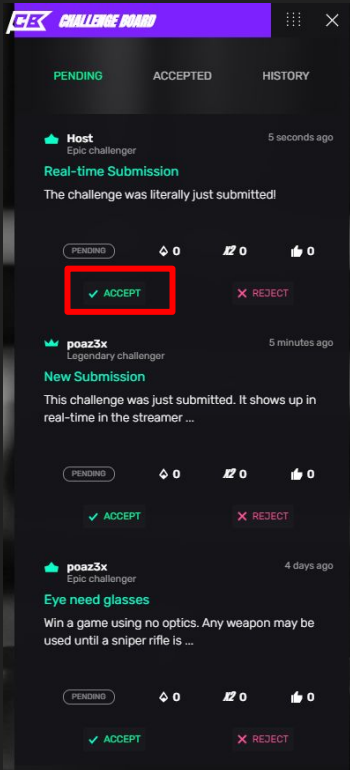 CB CHALLENGE BOARD
PENDING ACCEPTED HISTORY
Host 5 seconds ago
Epic challenger
Real-time Submission
The challenge was literally just submitted!
PENDING 0 X2 0 0
ACCEPT REJECT
poaz3x 5 minutes ago
Legendary challenger
New Submission
This challenge was just submitted. It shows up in
real-time in the streamer ...
PENDING 0 X2 0 0
ACCEPT REJECT
poaz3x 4 days ago
Epic challenger
Eye need glasses
Win a game using no optics. Any weapon may be
used until a sniper rifle is ...
PENDING 0 X2 0 0
ACCEPT REJECT